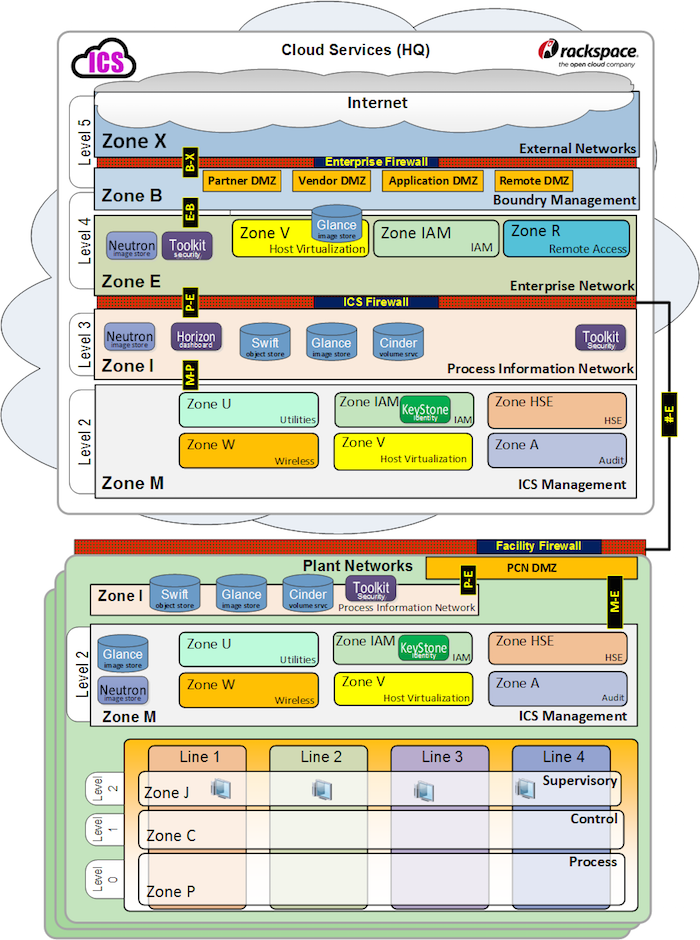 Cloud Services (HQ)
ICS
rackspace.
the open cloud company
Internet
Level 5
Zone X
External Networks
B-X
Enterprise Firewall
Partner DMZ
Vendor DMZ
Application DMZ
Remote DMZ
Zone B
Boundry Management
E-B
Level 4
Neutron
image store
Toolkit
security
Zone V
Host Virtualization
Glance
image store
Zone IAM
IAM
Zone R
Remote Access
Zone E
Enterprise Network
P-E
ICS Firewall
Level 3
Neutron
image store
Horizon
dashboard
Swift
object store
Glance
image store
Cinder
volume srvc
Toolkit
Security
Zone I
Process Information Network
M-P
#-E
Level 2
Zone U
Utilities
Zone IAM
KeyStone
identity
IAM
Zone HSE
HSE
Zone W
Wireless
Zone V
Host Virtualization
Zone A
Audit
Zone M
ICS Management
Facility Firewall
Plant Networks
PCN DMZ
P-E
M-E
Zone I
Swift
object store
Glance
image store
Cinder
volume srvc
Toolkit
Security
Process Information Network
Level 2
Glance
image store
Neutron
image store
Zone U
Utilities
Zone IAM
KeyStone
identity
IAM
Zone HSE
HSE
Zone W
Wireless
Zone V
Host Virtualization
Zone A
Audit
Zone M
ICS Management
Line 1
Line 2
Line 3
Line 4
Level 2
Zone J
Supervisory
Level 1
Zone C
Control
Level 0
Zone P
Process